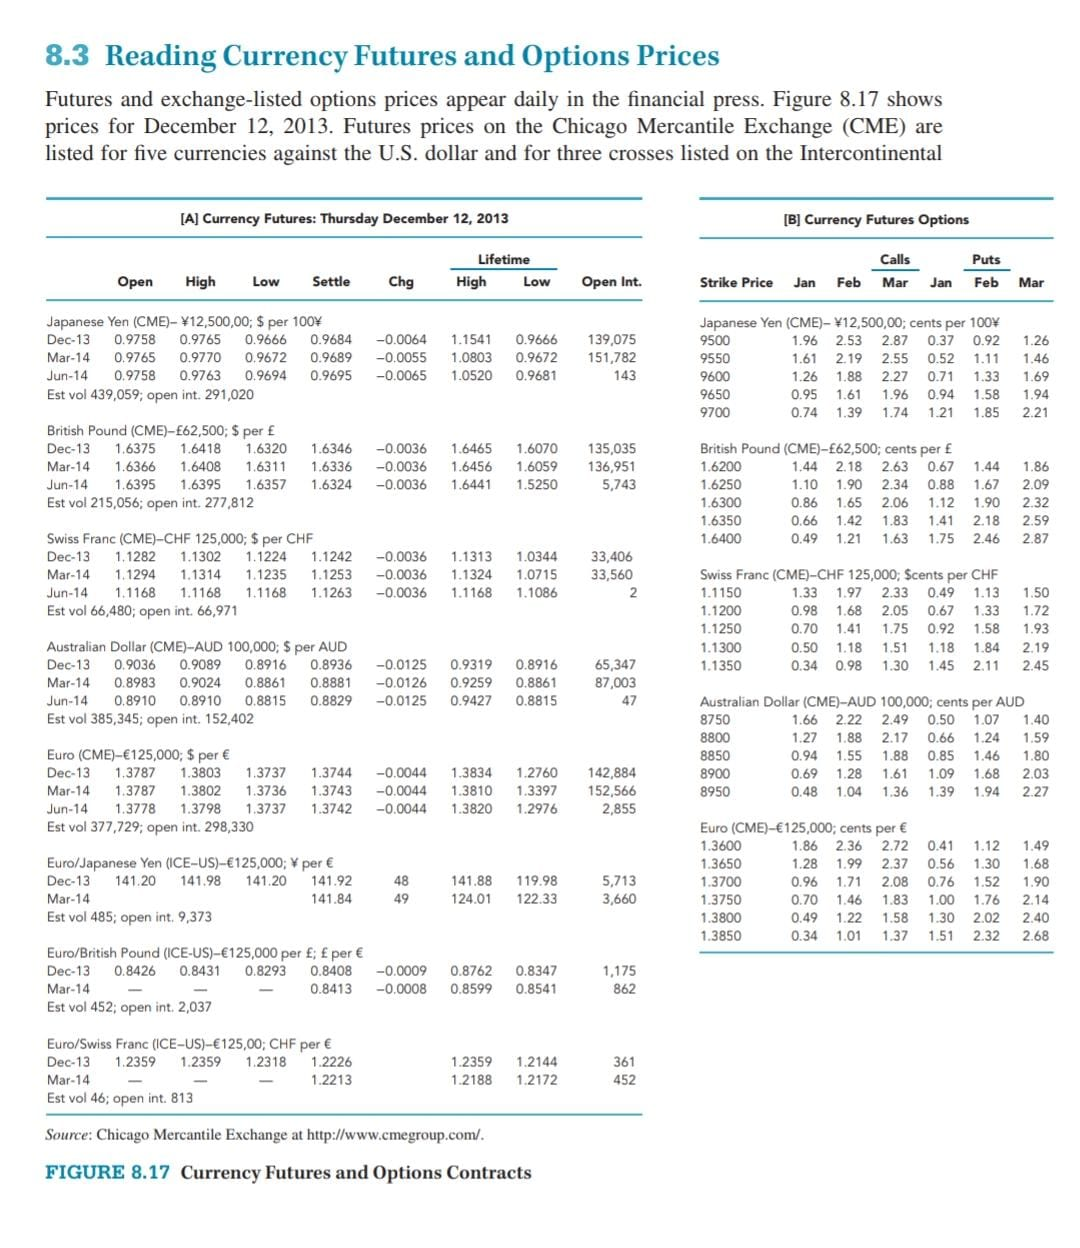 8.3 Reading Currency Futures and Options Prices
Futures and exchange-listed options prices appear daily in the financial press. Figure 8.17 shows
prices for December 12, 2013. Futures prices on the Chicago Mercantile Exchange (CME) are
listed for five currencies against the U.S. dollar and for three crosses listed on the Intercontinental
[A] Currency Futures: Thursday December 12, 2013
Lifetime
Open High Low Settle Chg High Low Open Int.
Japanese Yen (CME)– ¥12,500,00; $ per 100¥
Dec-13 0.9758 0.9765 0.9666 0.9684 −0.0064 1.1541 0.9666 139,075
Mar-14 0.9765 0.9770 0.9672 0.9689 −0.0055 1.0803 0.9672 151,782
Jun-14 0.9758 0.9763 0.9694 0.9695 −0.0065 1.0520 0.9681 143
Est vol 439,059; open int. 291,020
British Pound (CME)–£62,500; $ per £
Dec-13 1.6375 1.6418 1.6320 1.6346 −0.0036 1.6465 1.6070 135,035
Mar-14 1.6366 1.6408 1.6311 1.6336 −0.0036 1.6456 1.6059 136,951
Jun-14 1.6395 1.6395 1.6357 1.6324 −0.0036 1.6441 1.5250 5,743
Est vol 215,056; open int. 277,812
Swiss Franc (CME)–CHF 125,000; $ per CHF
Dec-13 1.1282 1.1302 1.1224 1.1242 −0.0036 1.1313 1.0344 33,406
Mar-14 1.1294 1.1314 1.1235 1.1253 −0.0036 1.1324 1.0715 33,560
Jun-14 1.1168 1.1168 1.1168 1.1263 −0.0036 1.1168 1.1086 2
Est vol 66,480; open int. 66,971
Australian Dollar (CME)–AUD 100,000; $ per AUD
Dec-13 0.9036 0.9089 0.8916 0.8936 −0.0125 0.9319 0.8916 65,347
Mar-14 0.8983 0.9024 0.8861 0.8881 −0.0126 0.9259 0.8861 87,003
Jun-14 0.8910 0.8910 0.8815 0.8829 −0.0125 0.9427 0.8815 47
Est vol 385,345; open int. 152,402
Euro (CME)–€125,000; $ per €
Dec-13 1.3787 1.3803 1.3737 1.3744 −0.0044 1.3834 1.2760 142,884
Mar-14 1.3787 1.3802 1.3736 1.3743 −0.0044 1.3810 1.3397 152,566
Jun-14 1.3778 1.3798 1.3737 1.3742 −0.0044 1.3820 1.2976 2,855
Est vol 377,729; open int. 298,330
Euro/Japanese Yen (ICE–US)–€125,000; ¥ per €
Dec-13 141.20 141.98 141.20 141.92 48 141.88 119.98 5,713
Mar-14 141.84 49 124.01 122.33 3,660
Est vol 485; open int. 9,373
Euro/British Pound (ICE-US)–€125,000 per £; £ per €
Dec-13 0.8426 0.8431 0.8293 0.8408 −0.0009 0.8762 0.8347 1,175
Mar-14 — — — 0.8413 −0.0008 0.8599 0.8541 862
Est vol 452; open int. 2,037
Euro/Swiss Franc (ICE–US)–€125,00; CHF per €
Dec-13 1.2359 1.2359 1.2318 1.2226 1.2359 1.2144 361
Mar-14 — — — 1.2213 1.2188 1.2172 452
Est vol 46; open int. 813
[B] Currency Futures Options
Calls Puts
Strike Price Jan Feb Mar Jan Feb Mar
Japanese Yen (CME)– ¥12,500,00; cents per 100¥
9500 1.96 2.53 2.87 0.37 0.92 1.26
9550 1.61 2.19 2.55 0.52 1.11 1.46
9600 1.26 1.88 2.27 0.71 1.33 1.69
9650 0.95 1.61 1.96 0.94 1.58 1.94
9700 0.74 1.39 1.74 1.21 1.85 2.21
British Pound (CME)–£62,500; cents per £
1.6200 1.44 2.18 2.63 0.67 1.44 1.86
1.6250 1.10 1.90 2.34 0.88 1.67 2.09
1.6300 0.86 1.65 2.06 1.12 1.90 2.32
1.6350 0.66 1.42 1.83 1.41 2.18 2.59
1.6400 0.49 1.21 1.63 1.75 2.46 2.87
Swiss Franc (CME)–CHF 125,000; $cents per CHF
1.1150 1.33 1.97 2.33 0.49 1.13 1.50
1.1200 0.98 1.68 2.05 0.67 1.33 1.72
1.1250 0.70 1.41 1.75 0.92 1.58 1.93
1.1300 0.50 1.18 1.51 1.18 1.84 2.19
1.1350 0.34 0.98 1.30 1.45 2.11 2.45
Australian Dollar (CME)–AUD 100,000; cents per AUD
8750 1.66 2.22 2.49 0.50 1.07 1.40
8800 1.27 1.88 2.17 0.66 1.24 1.59
8850 0.94 1.55 1.88 0.85 1.46 1.80
8900 0.69 1.28 1.61 1.09 1.68 2.03
8950 0.48 1.04 1.36 1.39 1.94 2.27
Euro (CME)–€125,000; cents per €
1.3600 1.86 2.36 2.72 0.41 1.12 1.49
1.3650 1.28 1.99 2.37 0.56 1.30 1.68
1.3700 0.96 1.71 2.08 0.76 1.52 1.90
1.3750 0.70 1.46 1.83 1.00 1.76 2.14
1.3800 0.49 1.22 1.58 1.30 2.02 2.40
1.3850 0.34 1.01 1.37 1.51 2.32 2.68
Source: Chicago Mercantile Exchange at http://www.cmegroup.com/.
FIGURE 8.17 Currency Futures and Options Contracts